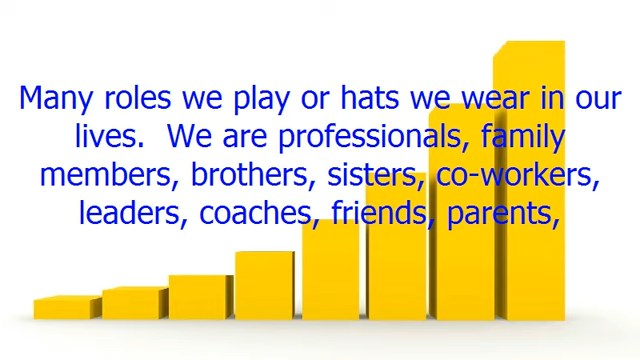 Many roles we play or hats we wear in our
lives.  We are professionals, family
members, brothers, sisters, co-workers,
leaders, coaches, friends, parents,